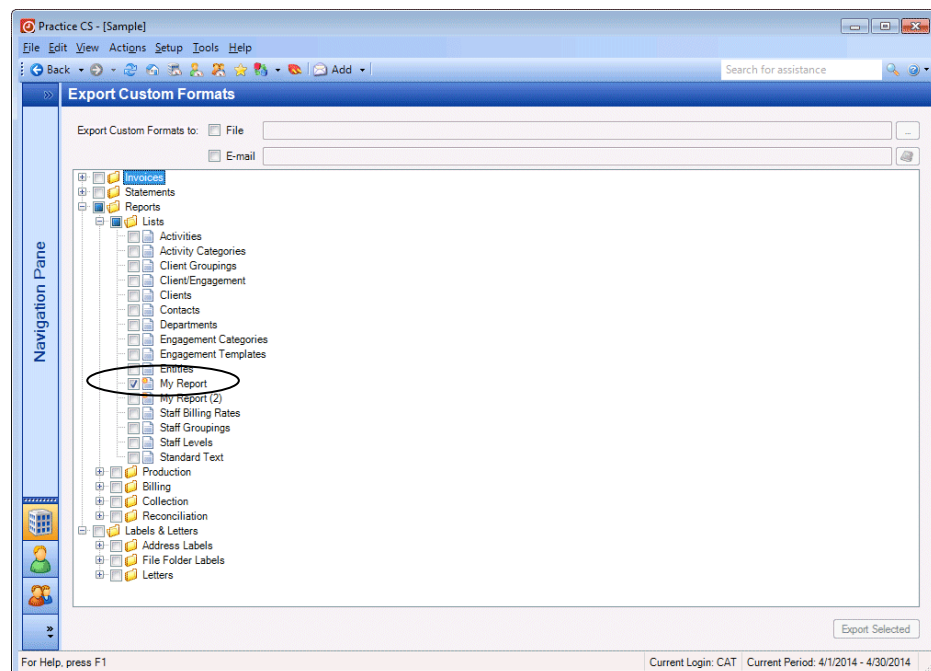 Practice CS - [Sample]
File Edit View Actions Setup Tools Help
Back Add Search for assistance
Export Custom Formats
Export Custom Formats to: File ...
E-mail
Invoices
Statements
Reports
Lists
Activities
Activity Categories
Client Groupings
Client/Engagement
Clients
Contacts
Departments
Engagement Categories
Engagement Templates
Entities
My Report
My Report (2)
Staff Billing Rates
Staff Groupings
Staff Levels
Standard Text
Production
Billing
Collection
Reconciliation
Labels & Letters
Address Labels
File Folder Labels
Letters
Navigation Pane
Export Selected
For Help, press F1 Current Login: CAT Current Period: 4/1/2014 - 4/30/2014